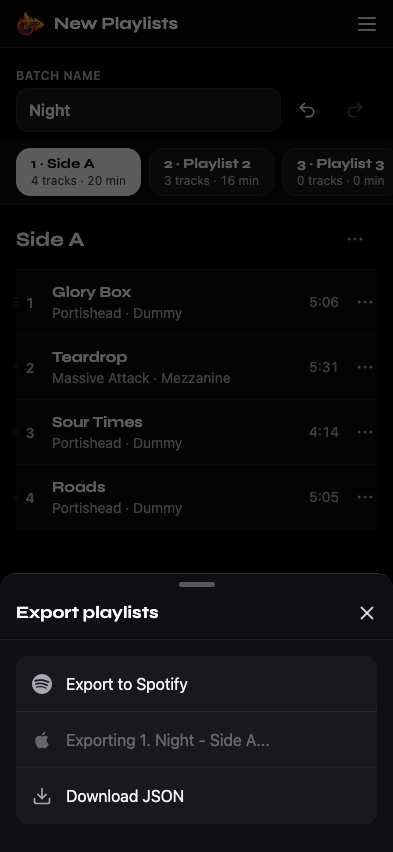 New Playlists
BATCH NAME
Night
1 · Side A
4 tracks · 20 min
2 · Playlist 2
3 tracks · 16 min
3 · Playlist 3
0 tracks · 0 min
Side A
1
Glory Box
5:06
Portishead · Dummy
2
Teardrop
5:31
Massive Attack · Mezzanine
3
Sour Times
4:14
Portishead · Dummy
4
Roads
5:05
Portishead · Dummy
Export playlists
Export to Spotify
Exporting 1. Night - Side A...
Download JSON